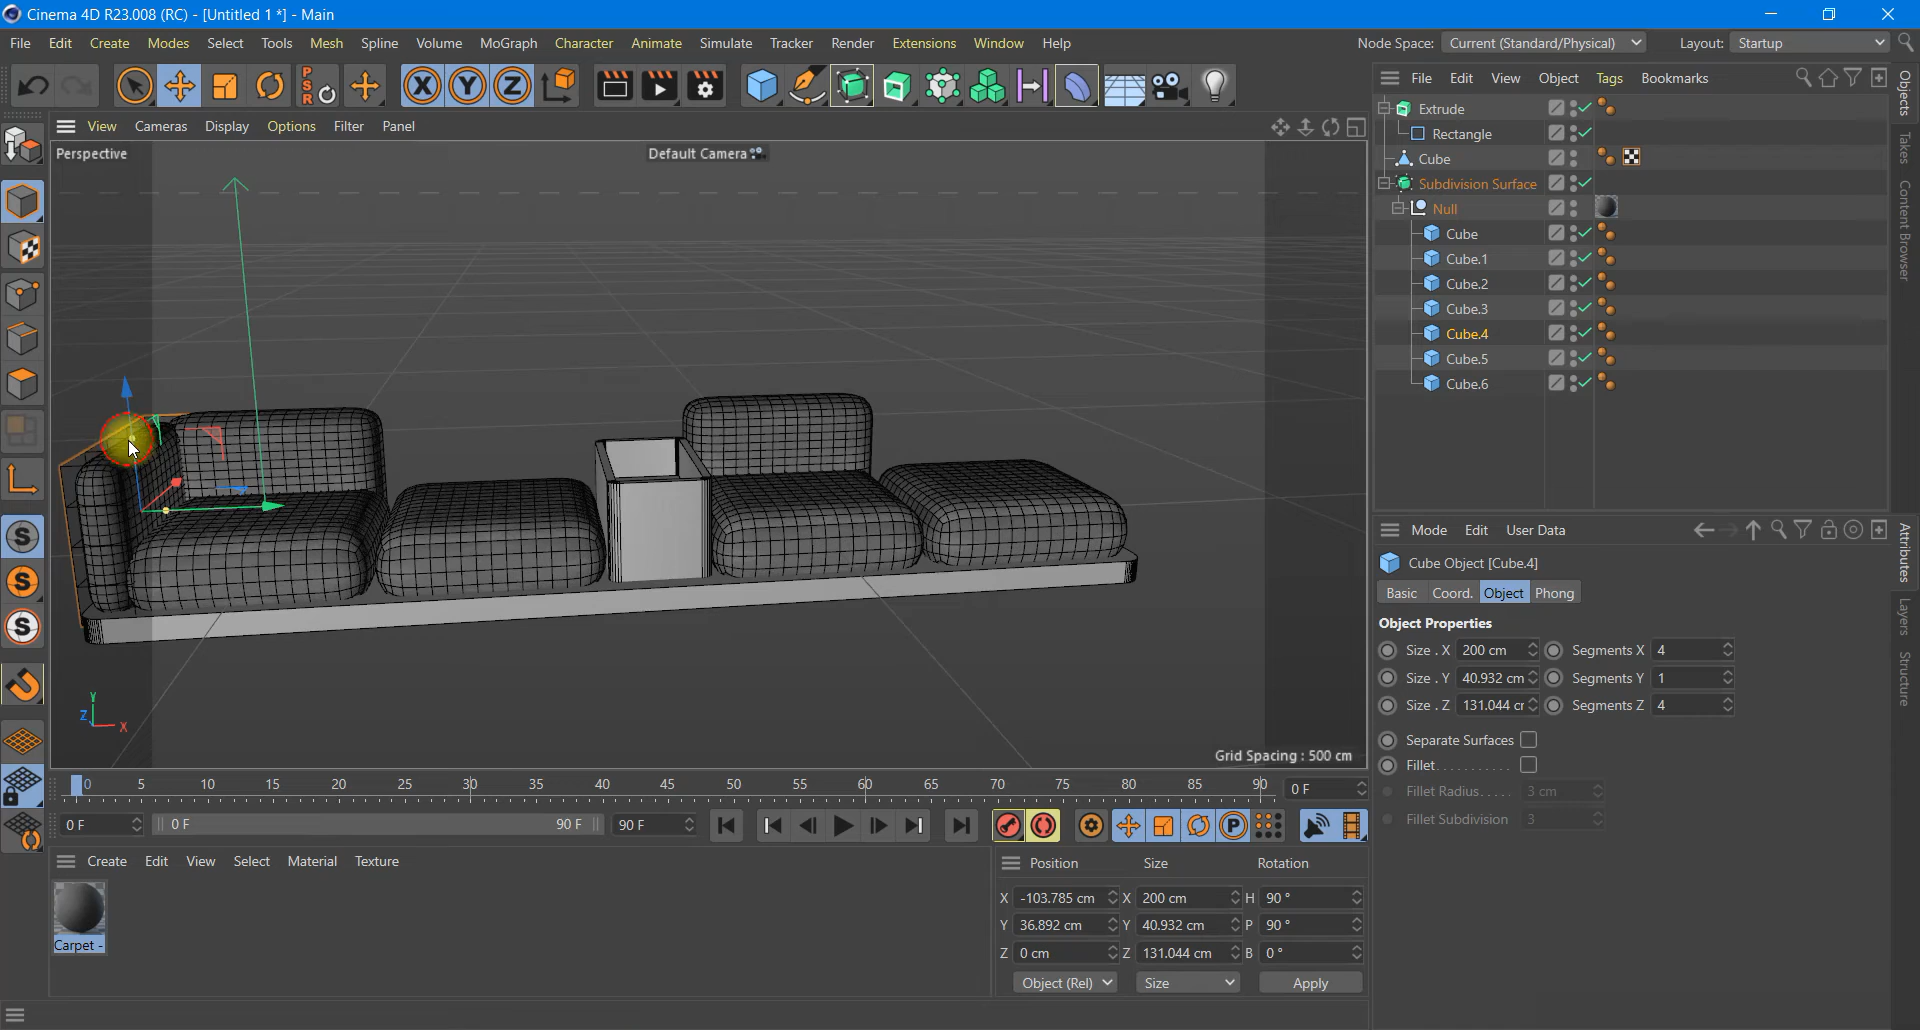 Cinema 4D R23.008 (RC) - [Untitled 1 *] - Main
File Edit Create Modes Select Tools Mesh Spline Volume MoGraph Character Animate Simulate Tracker Render Extensions Window Help
Node Space: Current (Standard/Physical) Layout: Startup
PSR X Y Z
File Edit View Object Tags Bookmarks
View Cameras Display Options Filter Panel
Perspective
Default Camera
Extrude
Rectangle
Cube
Subdivision Surface
Null
Cube
Cube.1
Cube.2
Cube.3
Cube.4
Cube.5
Cube.6
Objects
Takes
Content Browser
S
S
S
Y
Z X
Grid Spacing : 500 cm
Mode Edit User Data
Cube Object [Cube.4]
Basic Coord. Object Phong
Object Properties
Size . X 200 cm Segments X 4
Size . Y 40.932 cm Segments Y 1
Size . Z 131.044 cr Segments Z 4
Separate Surfaces
Fillet
Fillet Radius 3 cm
Fillet Subdivision 3
Attributes
Layers
Structure
0 5 10 15 20 25 30 35 40 45 50 55 60 65 70 75 80 85 90 0 F
0 F 0 F 90 F 90 F P
Create Edit View Select Material Texture
Carpet -
Position Size Rotation
X -103.785 cm X 200 cm H 90 °
Y 36.892 cm Y 40.932 cm P 90 °
Z 0 cm Z 131.044 cm B 0 °
Object (Rel) Size Apply